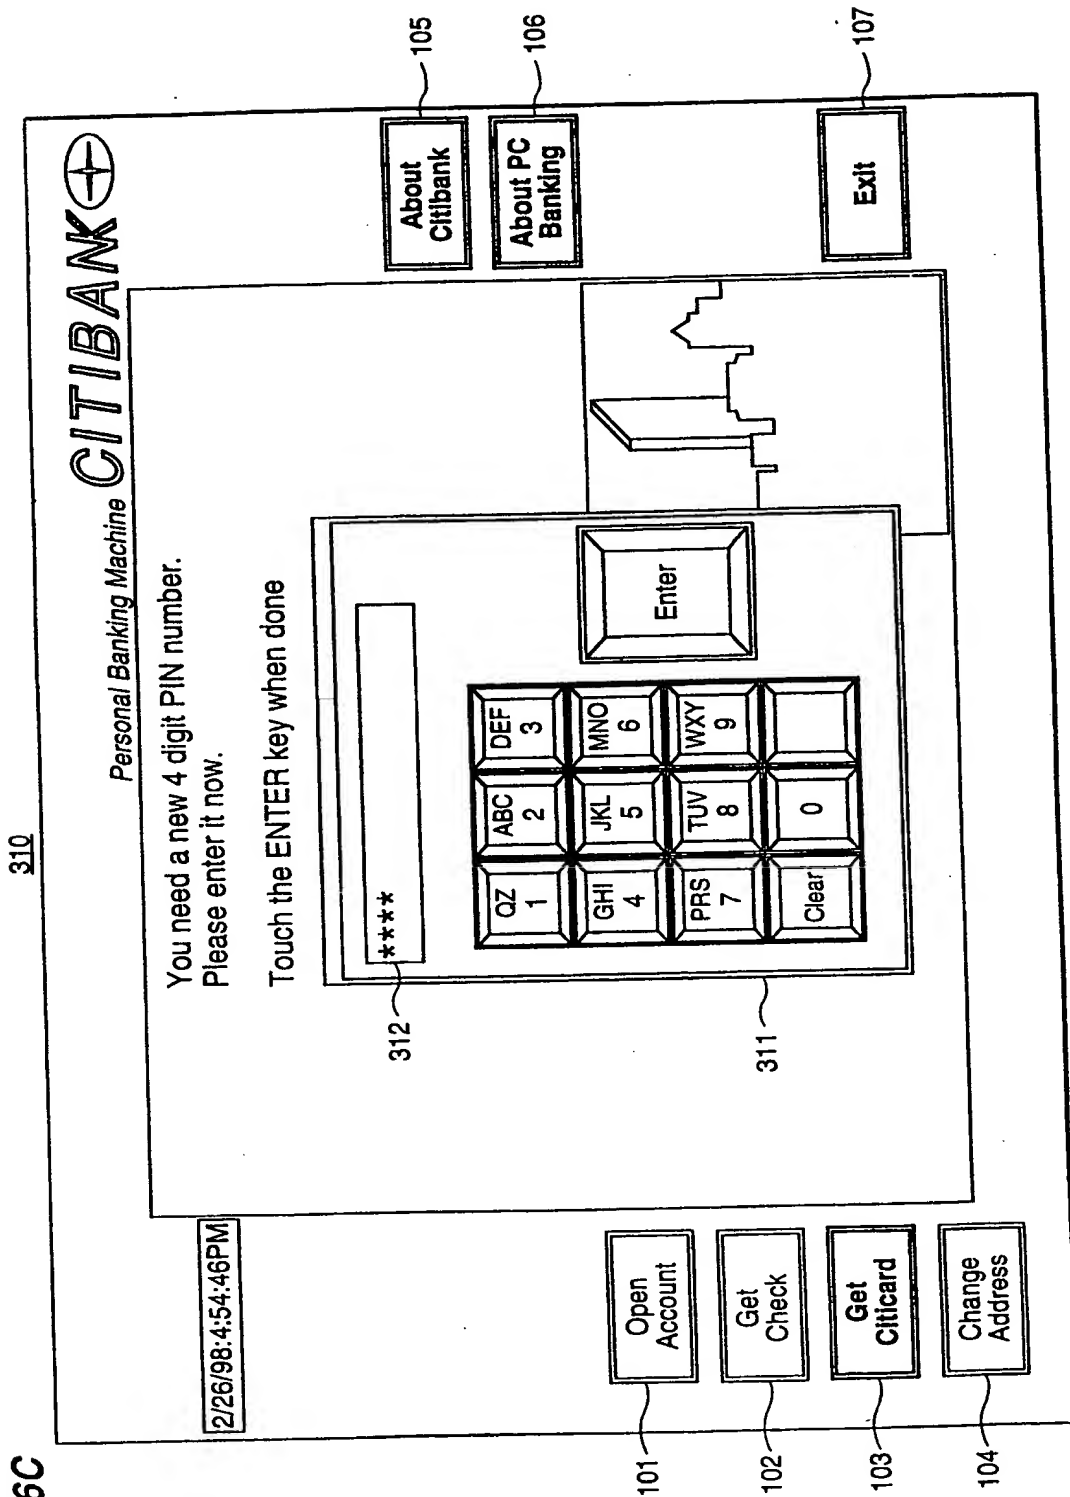 310
Personal Banking Machine CITIBANK
2/26/98:4:54:46PM
You need a new 4 digit PIN number.
Please enter it now.
Touch the ENTER key when done
312
****
QZ
1
ABC
2
DEF
3
GHI
4
JKL
5
MNO
6
PRS
7
TUV
8
WXY
9
Clear
0
Enter
311
Open
Account
101
Get
Check
102
Get
Citicard
103
Change
Address
104
About
Citibank
105
About PC
Banking
106
Exit
107
6C